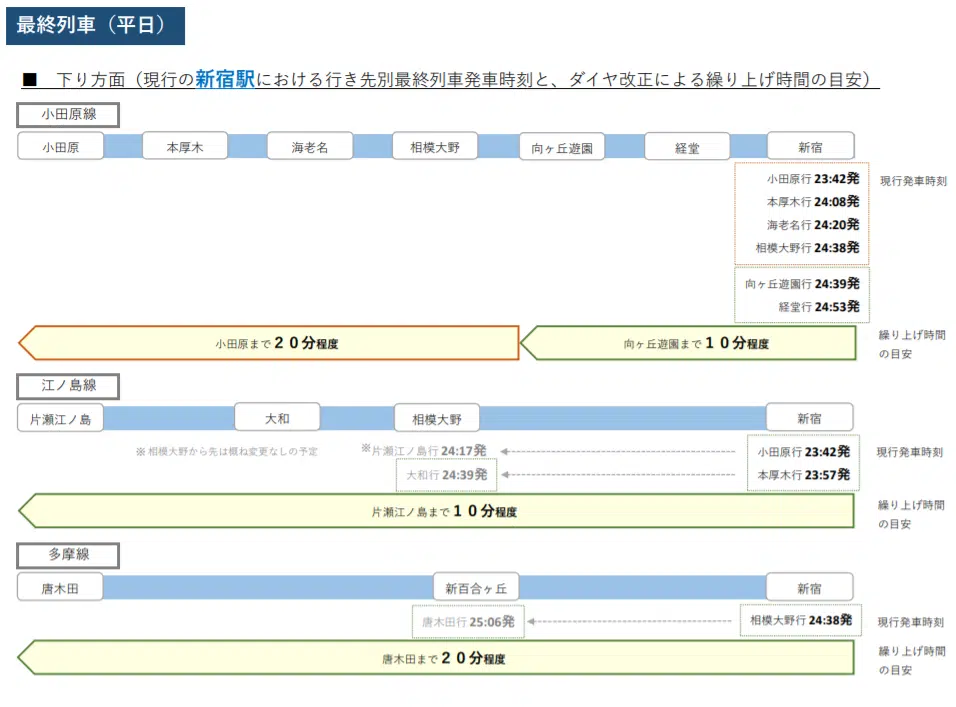 最終列車（平日）
■　下り方面（現行の新宿駅における行き先別最終列車発車時刻と、ダイヤ改正による繰り上げ時間の目安）
小田原線
小田原　本厚木　海老名　相模大野　向ヶ丘遊園　経堂　新宿
小田原行 23:42発　現行発車時刻
本厚木行 24:08発
海老名行 24:20発
相模大野行 24:38発
向ヶ丘遊園行 24:39発
経堂行 24:53発
小田原まで２０分程度　向ヶ丘遊園まで１０分程度　繰り上げ時間
の目安
江ノ島線
片瀬江ノ島　大和　相模大野　新宿
※相模大野から先は概ね変更なしの予定　※片瀬江ノ島行 24:17発　小田原行 23:42発　現行発車時刻
大和行 24:39発　本厚木行 23:57発
片瀬江ノ島まで１０分程度　繰り上げ時間
の目安
多摩線
唐木田　新百合ヶ丘　新宿
唐木田行 25:06発　相模大野行 24:38発　現行発車時刻
唐木田まで２０分程度　繰り上げ時間
の目安